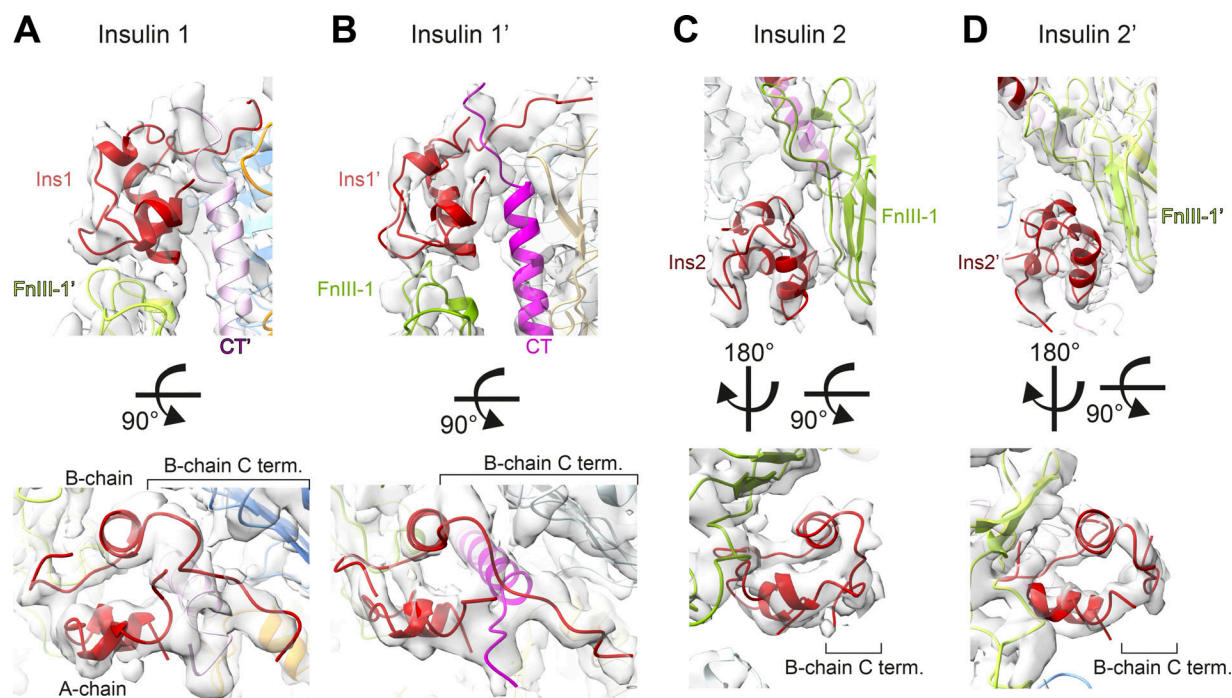 A
Insulin 1
Ins1
FnIII-1'
CT'
90°
B-chain
B-chain C term.
A-chain
B
Insulin 1'
Ins1'
FnIII-1
CT
90°
B-chain C term.
C
Insulin 2
FnIII-1
Ins2
180°
90°
B-chain C term.
D
Insulin 2'
FnIII-1'
Ins2'
180°
90°
B-chain C term.